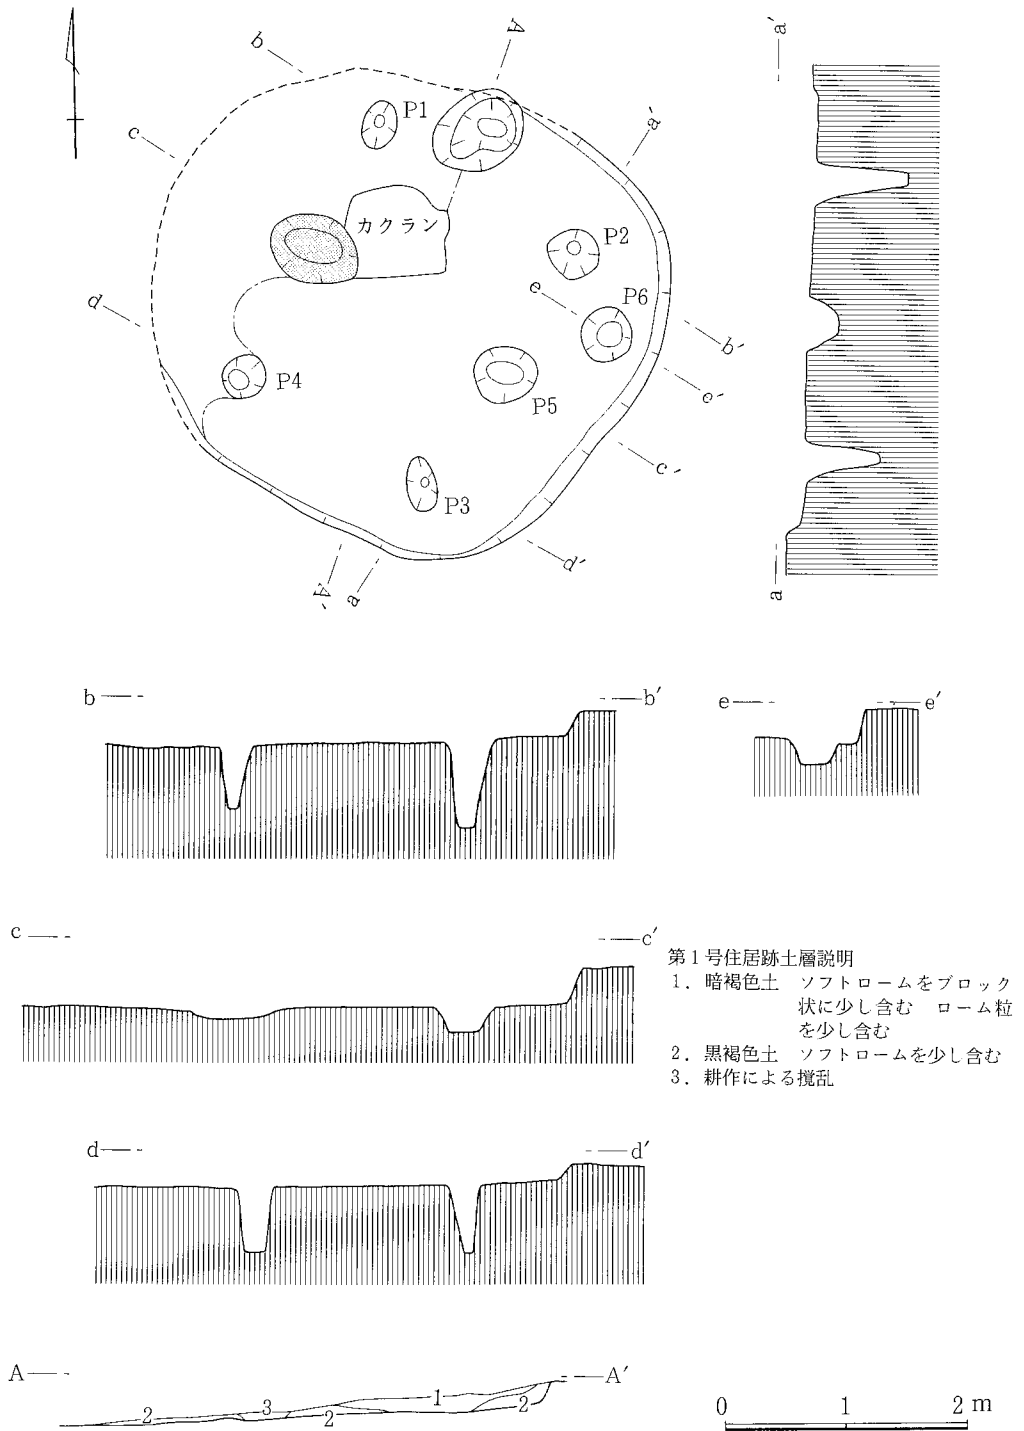 b
A
a′
c
P1
a′
カクラン
P2
e
P6
d
b′
P4
P5
e′
c′
P3
d′
A′
a
a
b
b′
e
e′
c
c′
第1号住居跡土層説明
1. 暗褐色土 ソフトロームをブロック
状に少し含む ローム粒
を少し含む
2. 黒褐色土 ソフトロームを少し含む
3. 耕作による撹乱
d
d′
A
A′
2
3
2
1
2
0 1 2 m